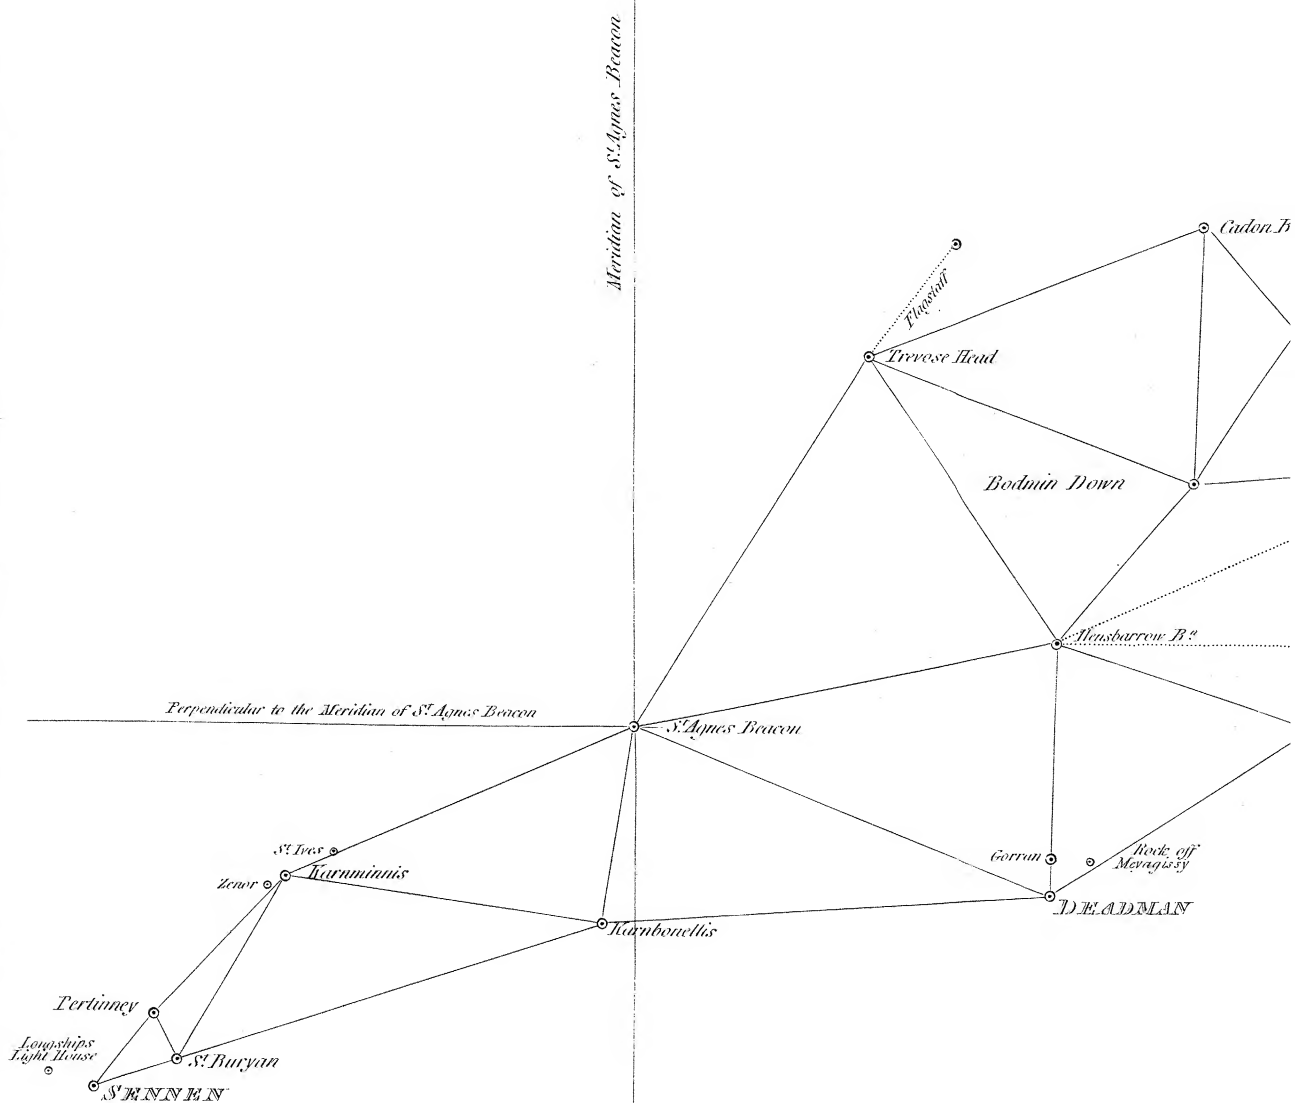 Meridian of St. Agnes Beacon
Cadon B
Flagstaff
Trevose Head
Bodmin Down
Hensbarrow Bn.
Perpendicular to the Meridian of St. Agnes Beacon
St. Agnes Beacon
St. Ives
Zenor
Karnminnis
Gorran
Rock off
Mevagissy
DEADMAN
Karnbonellis
Pertinney
Longships
Light House
St. Buryan
SENNEN